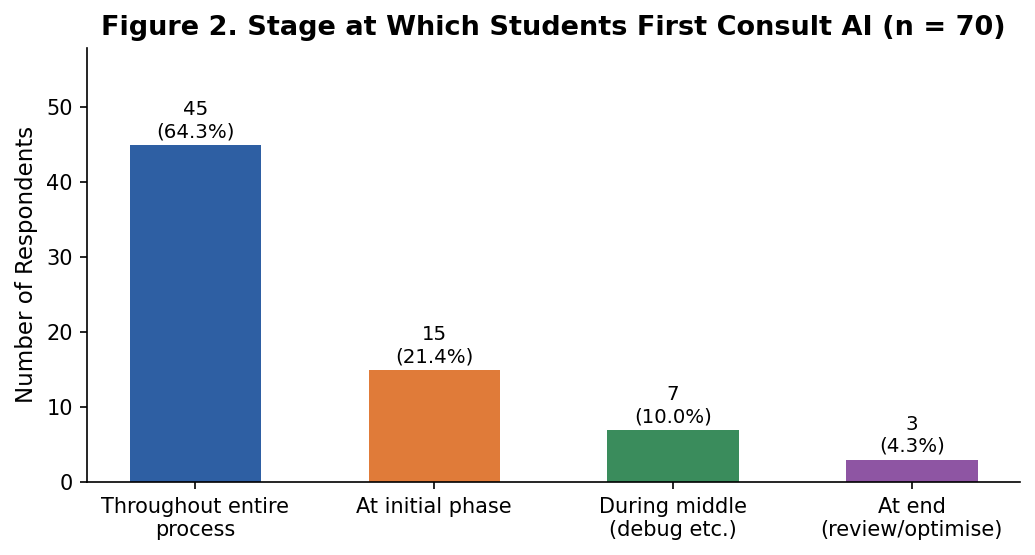 Figure 2. Stage at Which Students First Consult AI (n = 70)
Number of Respondents
50
40
30
20
10
0
45
(64.3%)
15
(21.4%)
7
(10.0%)
3
(4.3%)
Throughout entire
process
At initial phase
During middle
(debug etc.)
At end
(review/optimise)